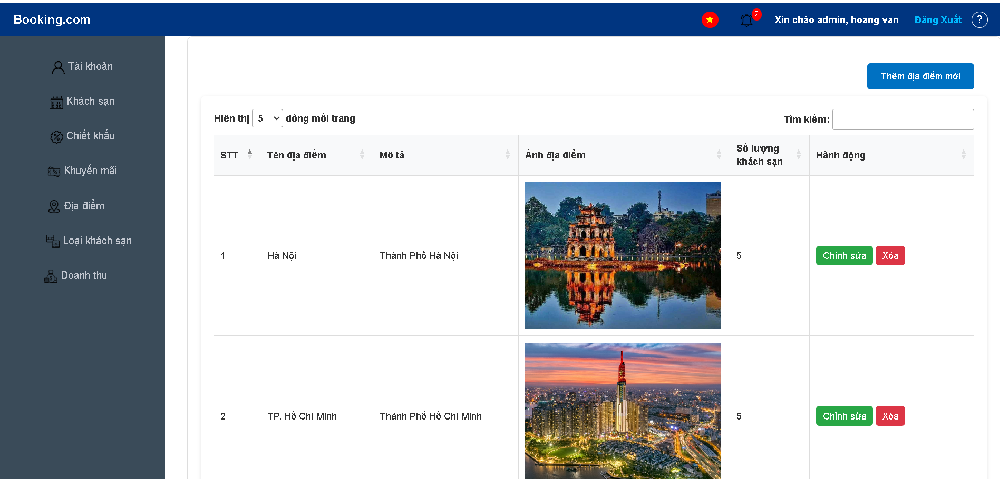 Booking.com
2
Xin chào admin, hoang van
Đăng Xuất
?
Tài khoản
Khách sạn
Chiết khấu
Khuyến mãi
Địa điểm
Loại khách sạn
Doanh thu
Thêm địa điểm mới
Hiển thị 5 dòng mỗi trang
Tìm kiếm:
STT Tên địa điểm Mô tả Ảnh địa điểm Số lượng khách sạn Hành động
1 Hà Nội Thành Phố Hà Nội 5 Chỉnh sửa Xóa
2 TP. Hồ Chí Minh Thành Phố Hồ Chí Minh 5 Chỉnh sửa Xóa